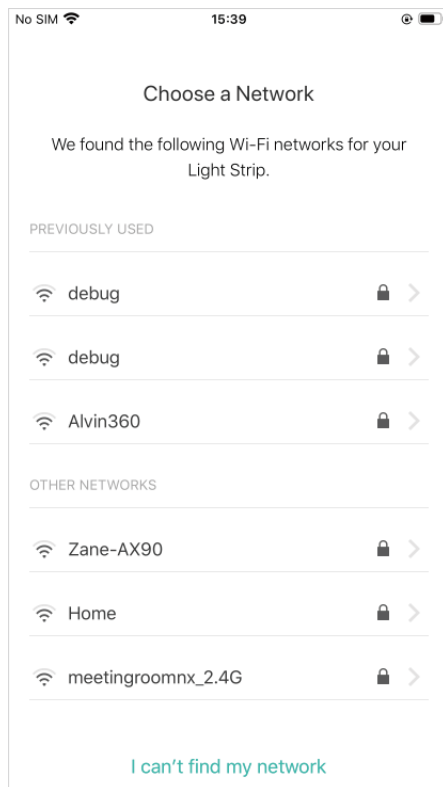 No SIM 15:39
Choose a Network
We found the following Wi-Fi networks for your
Light Strip.
PREVIOUSLY USED
debug
debug
Alvin360
OTHER NETWORKS
Zane-AX90
Home
meetingroomnx_2.4G
I can’t find my network